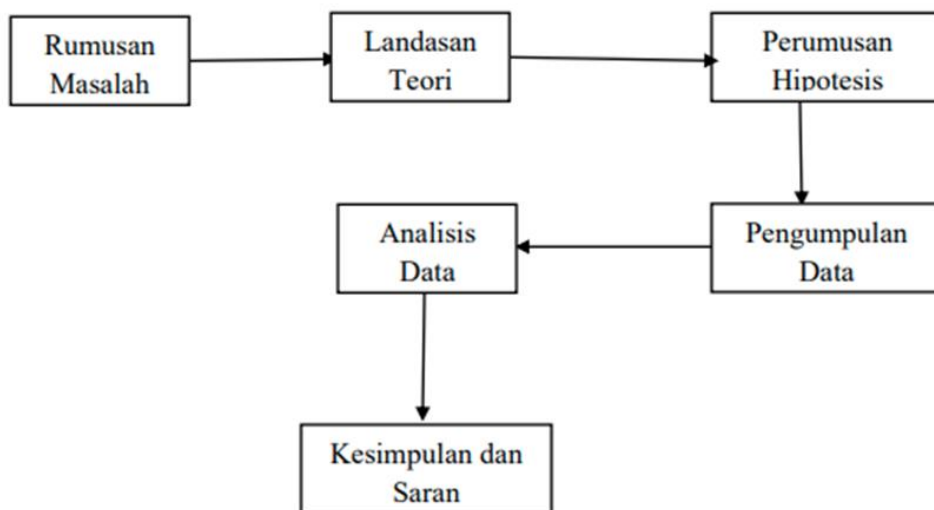 Rumusan
Masalah
Landasan
Teori
Perumusan
Hipotesis
Pengumpulan
Data
Analisis
Data
Kesimpulan dan
Saran